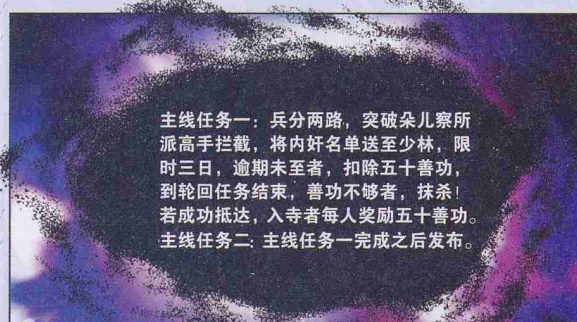 主线任务一：兵分两路，突破朵儿察所
派高手拦截，将内奸名单送至少林，限
时三日，逾期未至者，扣除五十善功，
到轮回任务结束，善功不够者，抹杀！
若成功抵达，入寺者每人奖励五十善功。
主线任务二：主线任务一完成之后发布。